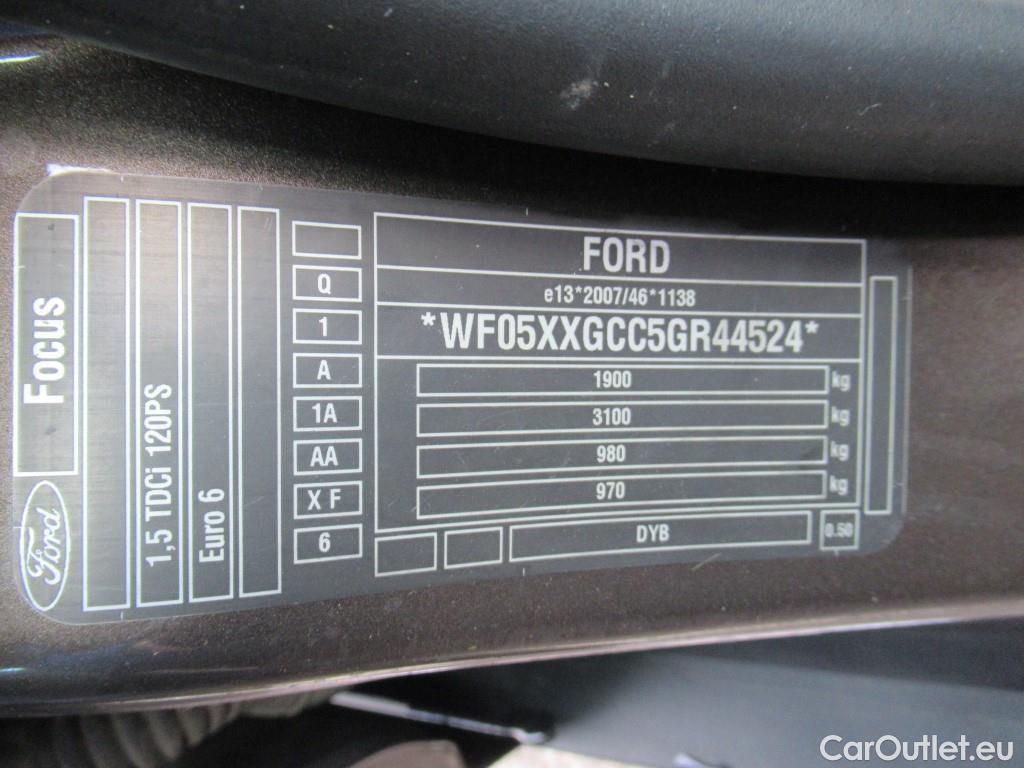 Focus
Ford
1,5 TDCi 120PS
Euro 6
Q
1
A
1A
AA
X F
6
FORD
e13*2007/46*1138
*WF05XXGCC5GR44524*
1900 kg
3100 kg
980 kg
970 kg
DYB
0.50
CarOutlet.eu